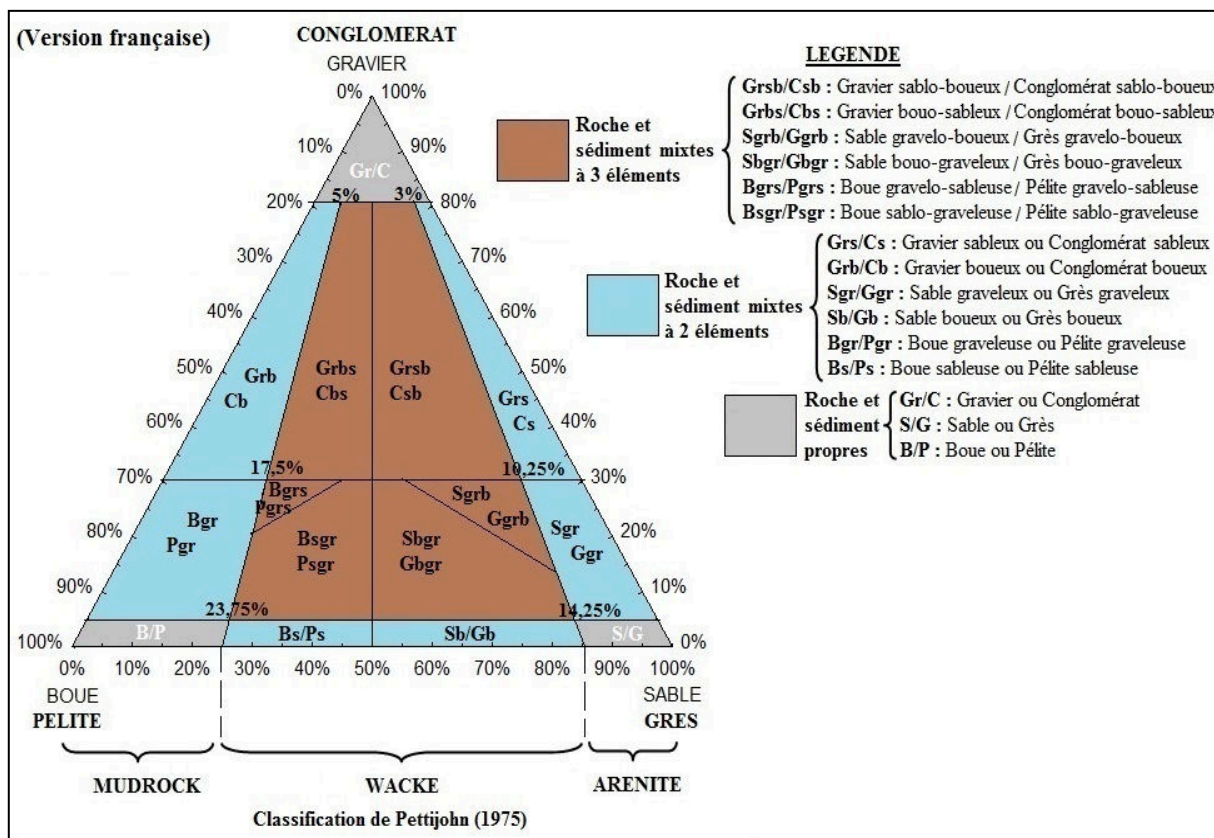 (Version française)
CONGLOMERAT
GRAVIER
0% 100%
10% 90%
Gr/C
20% 5% 3% 80%
30% 70%
40% 60%
50% 50%
60% 40%
70% 30%
80% 20%
90% 10%
100% 0%
Grb
Cb
Grbs
Cbs
Grsb
Csb
Grs
Cs
17,5% 10,25%
Bgrs
Pgrs
Sgrb
Ggrb
Bgr
Pgr
Bsgr
Psgr
Sbgr
Gbgr
Sgr
Ggr
23,75% 14,25%
B/P Bs/Ps Sb/Gb S/G
0% 10% 20% 30% 40% 50% 60% 70% 80% 90% 100%
BOUE SABLE
PELITE GRES
MUDROCK WACKE ARENITE
Classification de Pettijohn (1975)
LEGENDE
Roche et
sédiment mixtes
à 3 éléments
Grsb/Csb : Gravier sablo-boueux / Conglomérat sablo-boueux
Grbs/Cbs : Gravier bouo-sableux / Conglomérat bouo-sableux
Sgrb/Ggrb : Sable gravelo-boueux / Grès gravelo-boueux
Sbgr/Gbgr : Sable bouo-graveleux / Grès bouo-graveleux
Bgrs/Pgrs : Boue gravelo-sableuse / Pélite gravelo-sableuse
Bsgr/Psgr : Boue sablo-graveleuse / Pélite sablo-graveleuse
Roche et
sédiment mixtes
à 2 éléments
Grs/Cs : Gravier sableux ou Conglomérat sableux
Grb/Cb : Gravier boueux ou Conglomérat boueux
Sgr/Ggr : Sable graveleux ou Grès graveleux
Sb/Gb : Sable boueux ou Grès boueux
Bgr/Pgr : Boue graveleuse ou Pélite graveleuse
Bs/Ps : Boue sableuse ou Pélite sableuse
Roche et
sédiment
propres
Gr/C : Gravier ou Conglomérat
S/G : Sable ou Grès
B/P : Boue ou Pélite